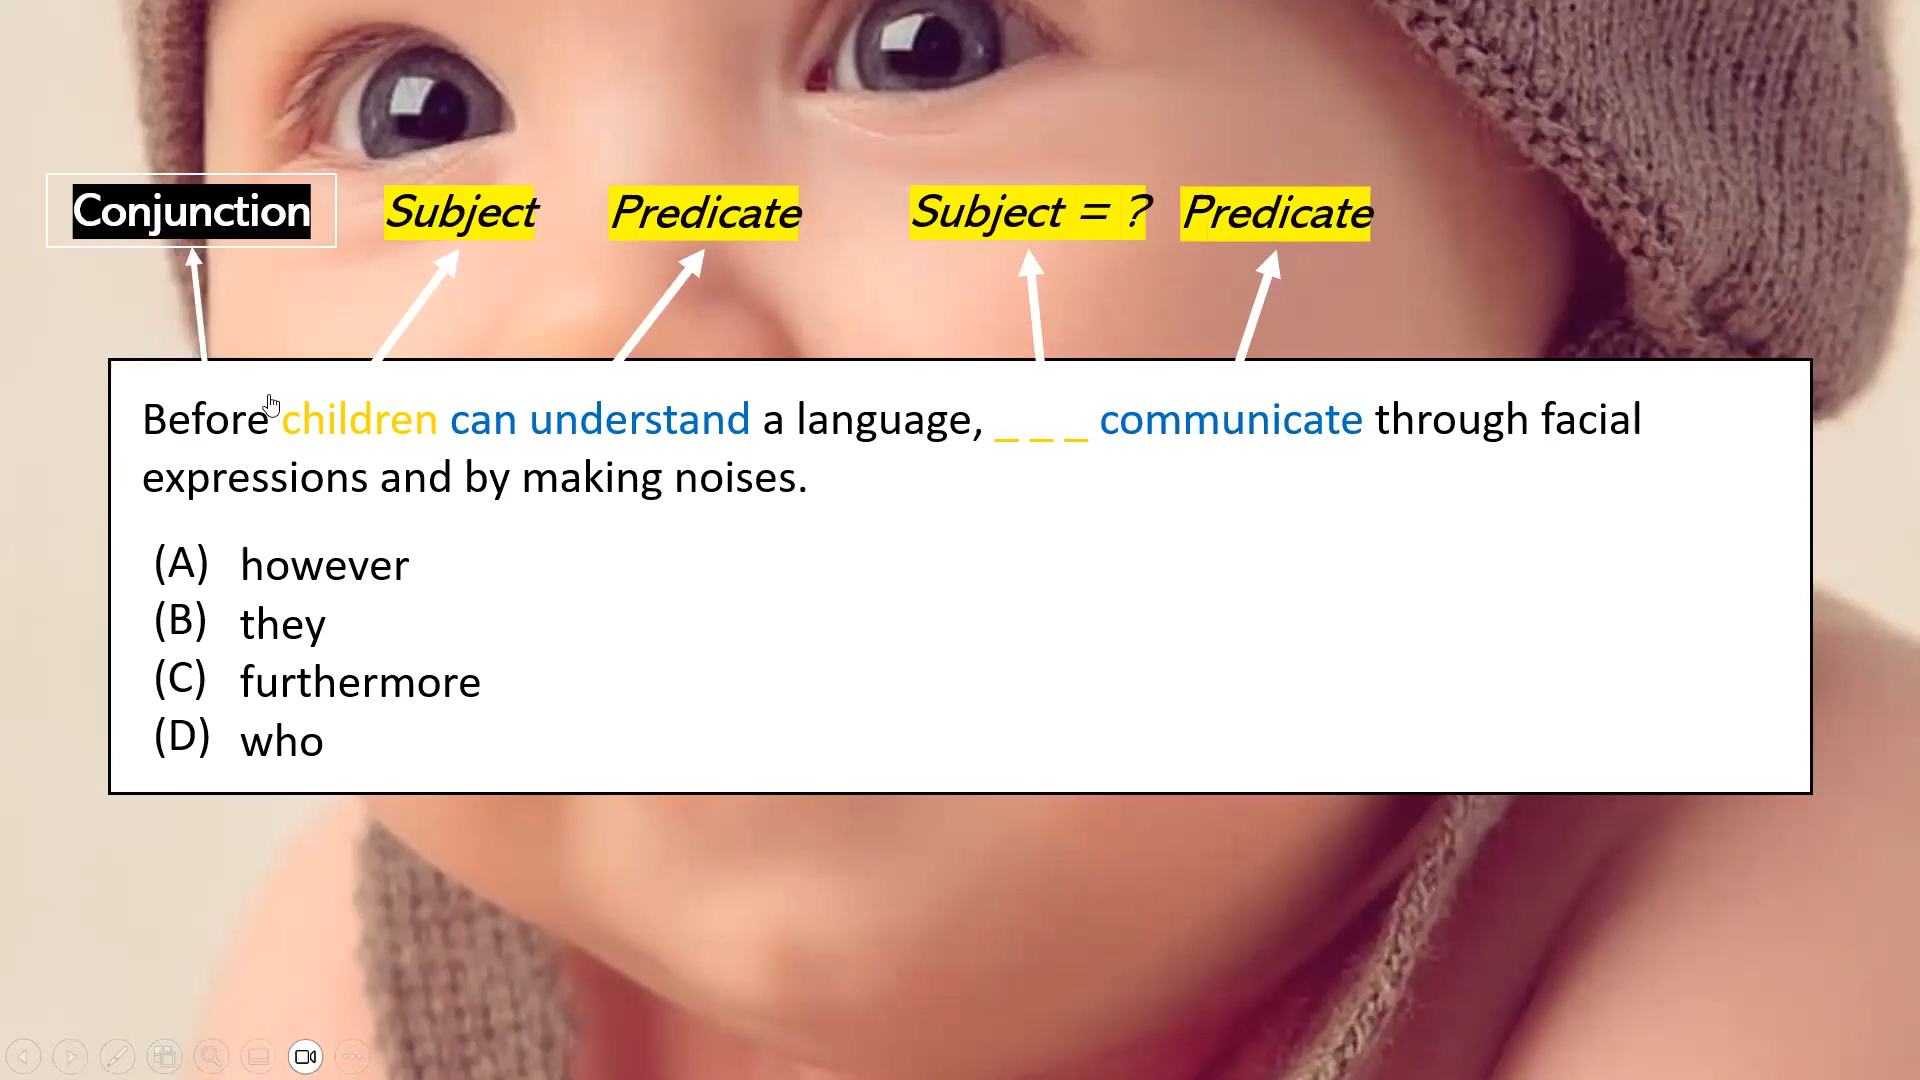 Conjunction Subject Predicate Subject = ? Predicate
Before children can understand a language, _ _ _ communicate through facial
expressions and by making noises.
(A) however
(B) they
(C) furthermore
(D) who